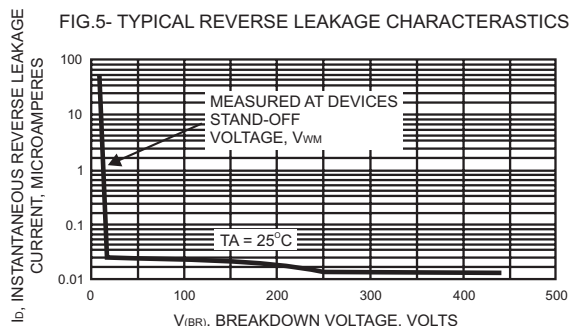 FIG.5- TYPICAL REVERSE LEAKAGE CHARACTERASTICS
ID, INSTANTANEOUS REVERSE LEAKAGE
CURRENT, MICROAMPERES
100
10
1
0.1
0.01
MEASURED AT DEVICES
STAND-OFF
VOLTAGE, VWM
TA = 25°C
0 100 200 300 400 500
V(BR), BREAKDOWN VOLTAGE, VOLTS